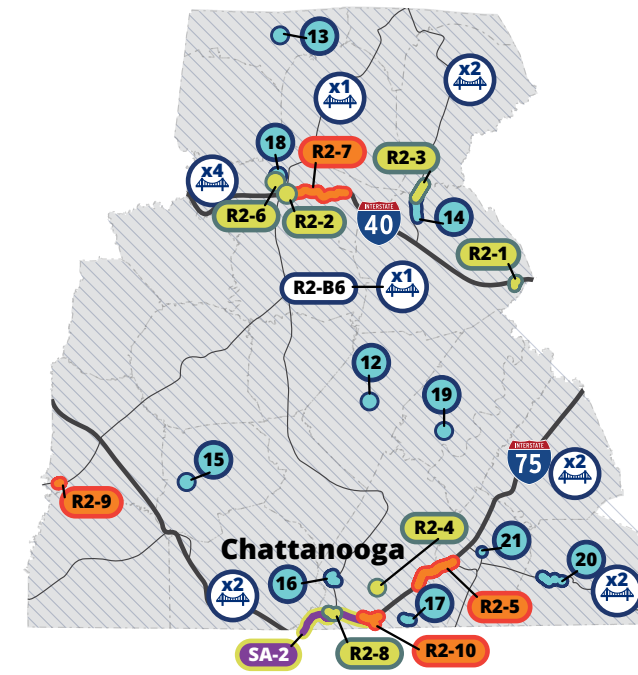 13
x1
x2
18
R2-7
R2-3
x4
R2-6
R2-2
INTERSTATE
40
14
R2-1
R2-B6
x1
12
19
15
INTERSTATE
75
x2
R2-9
R2-4
Chattanooga
21
20
16
x2
17
R2-5
x2
SA-2
R2-8
R2-10